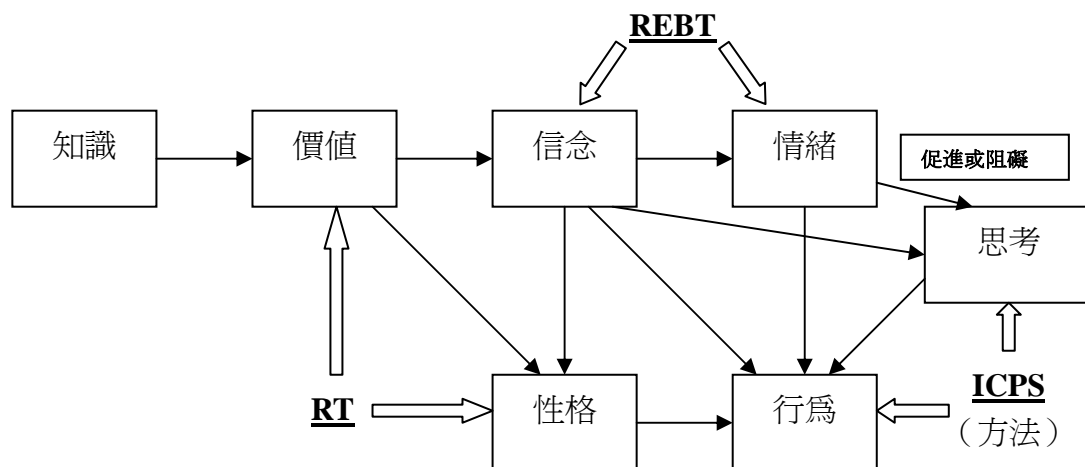 REBT
知識
價值
信念
情緒
促進或阻礙
思考
RT
性格
行爲
ICPS
（方法）